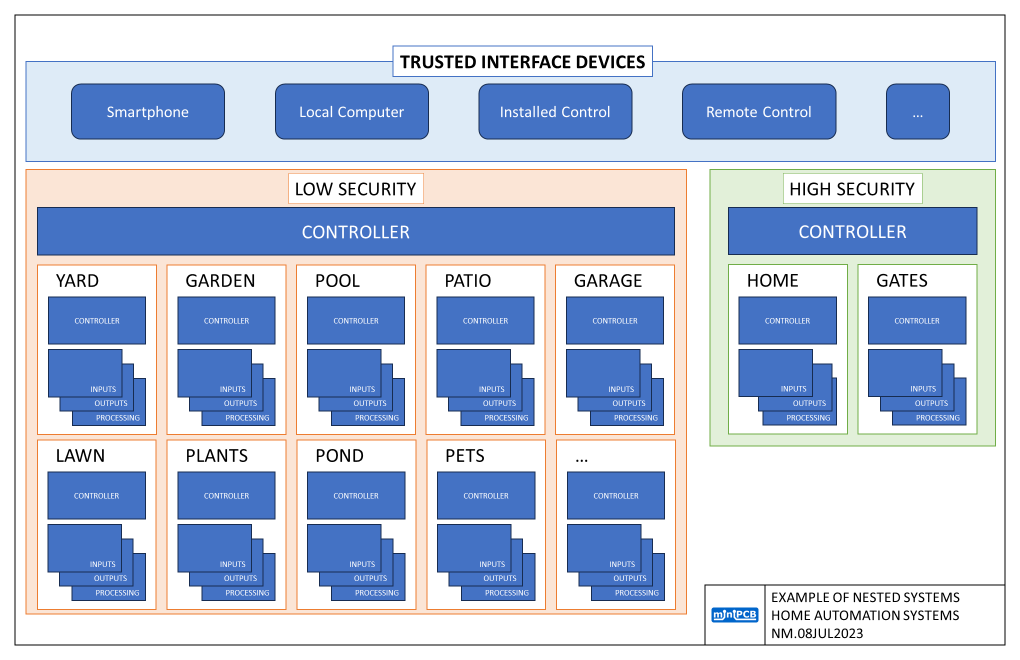 TRUSTED INTERFACE DEVICES
Smartphone
Local Computer
Installed Control
Remote Control
...
LOW SECURITY
CONTROLLER
YARD
CONTROLLER
INPUTS
OUTPUTS
PROCESSING
GARDEN
CONTROLLER
INPUTS
OUTPUTS
PROCESSING
POOL
CONTROLLER
INPUTS
OUTPUTS
PROCESSING
PATIO
CONTROLLER
INPUTS
OUTPUTS
PROCESSING
GARAGE
CONTROLLER
INPUTS
OUTPUTS
PROCESSING
LAWN
CONTROLLER
INPUTS
OUTPUTS
PROCESSING
PLANTS
CONTROLLER
INPUTS
OUTPUTS
PROCESSING
POND
CONTROLLER
INPUTS
OUTPUTS
PROCESSING
PETS
CONTROLLER
INPUTS
OUTPUTS
PROCESSING
...
CONTROLLER
INPUTS
OUTPUTS
PROCESSING
HIGH SECURITY
CONTROLLER
HOME
CONTROLLER
INPUTS
OUTPUTS
PROCESSING
GATES
CONTROLLER
INPUTS
OUTPUTS
PROCESSING
miniPCB
EXAMPLE OF NESTED SYSTEMS
HOME AUTOMATION SYSTEMS
NM.08JUL2023